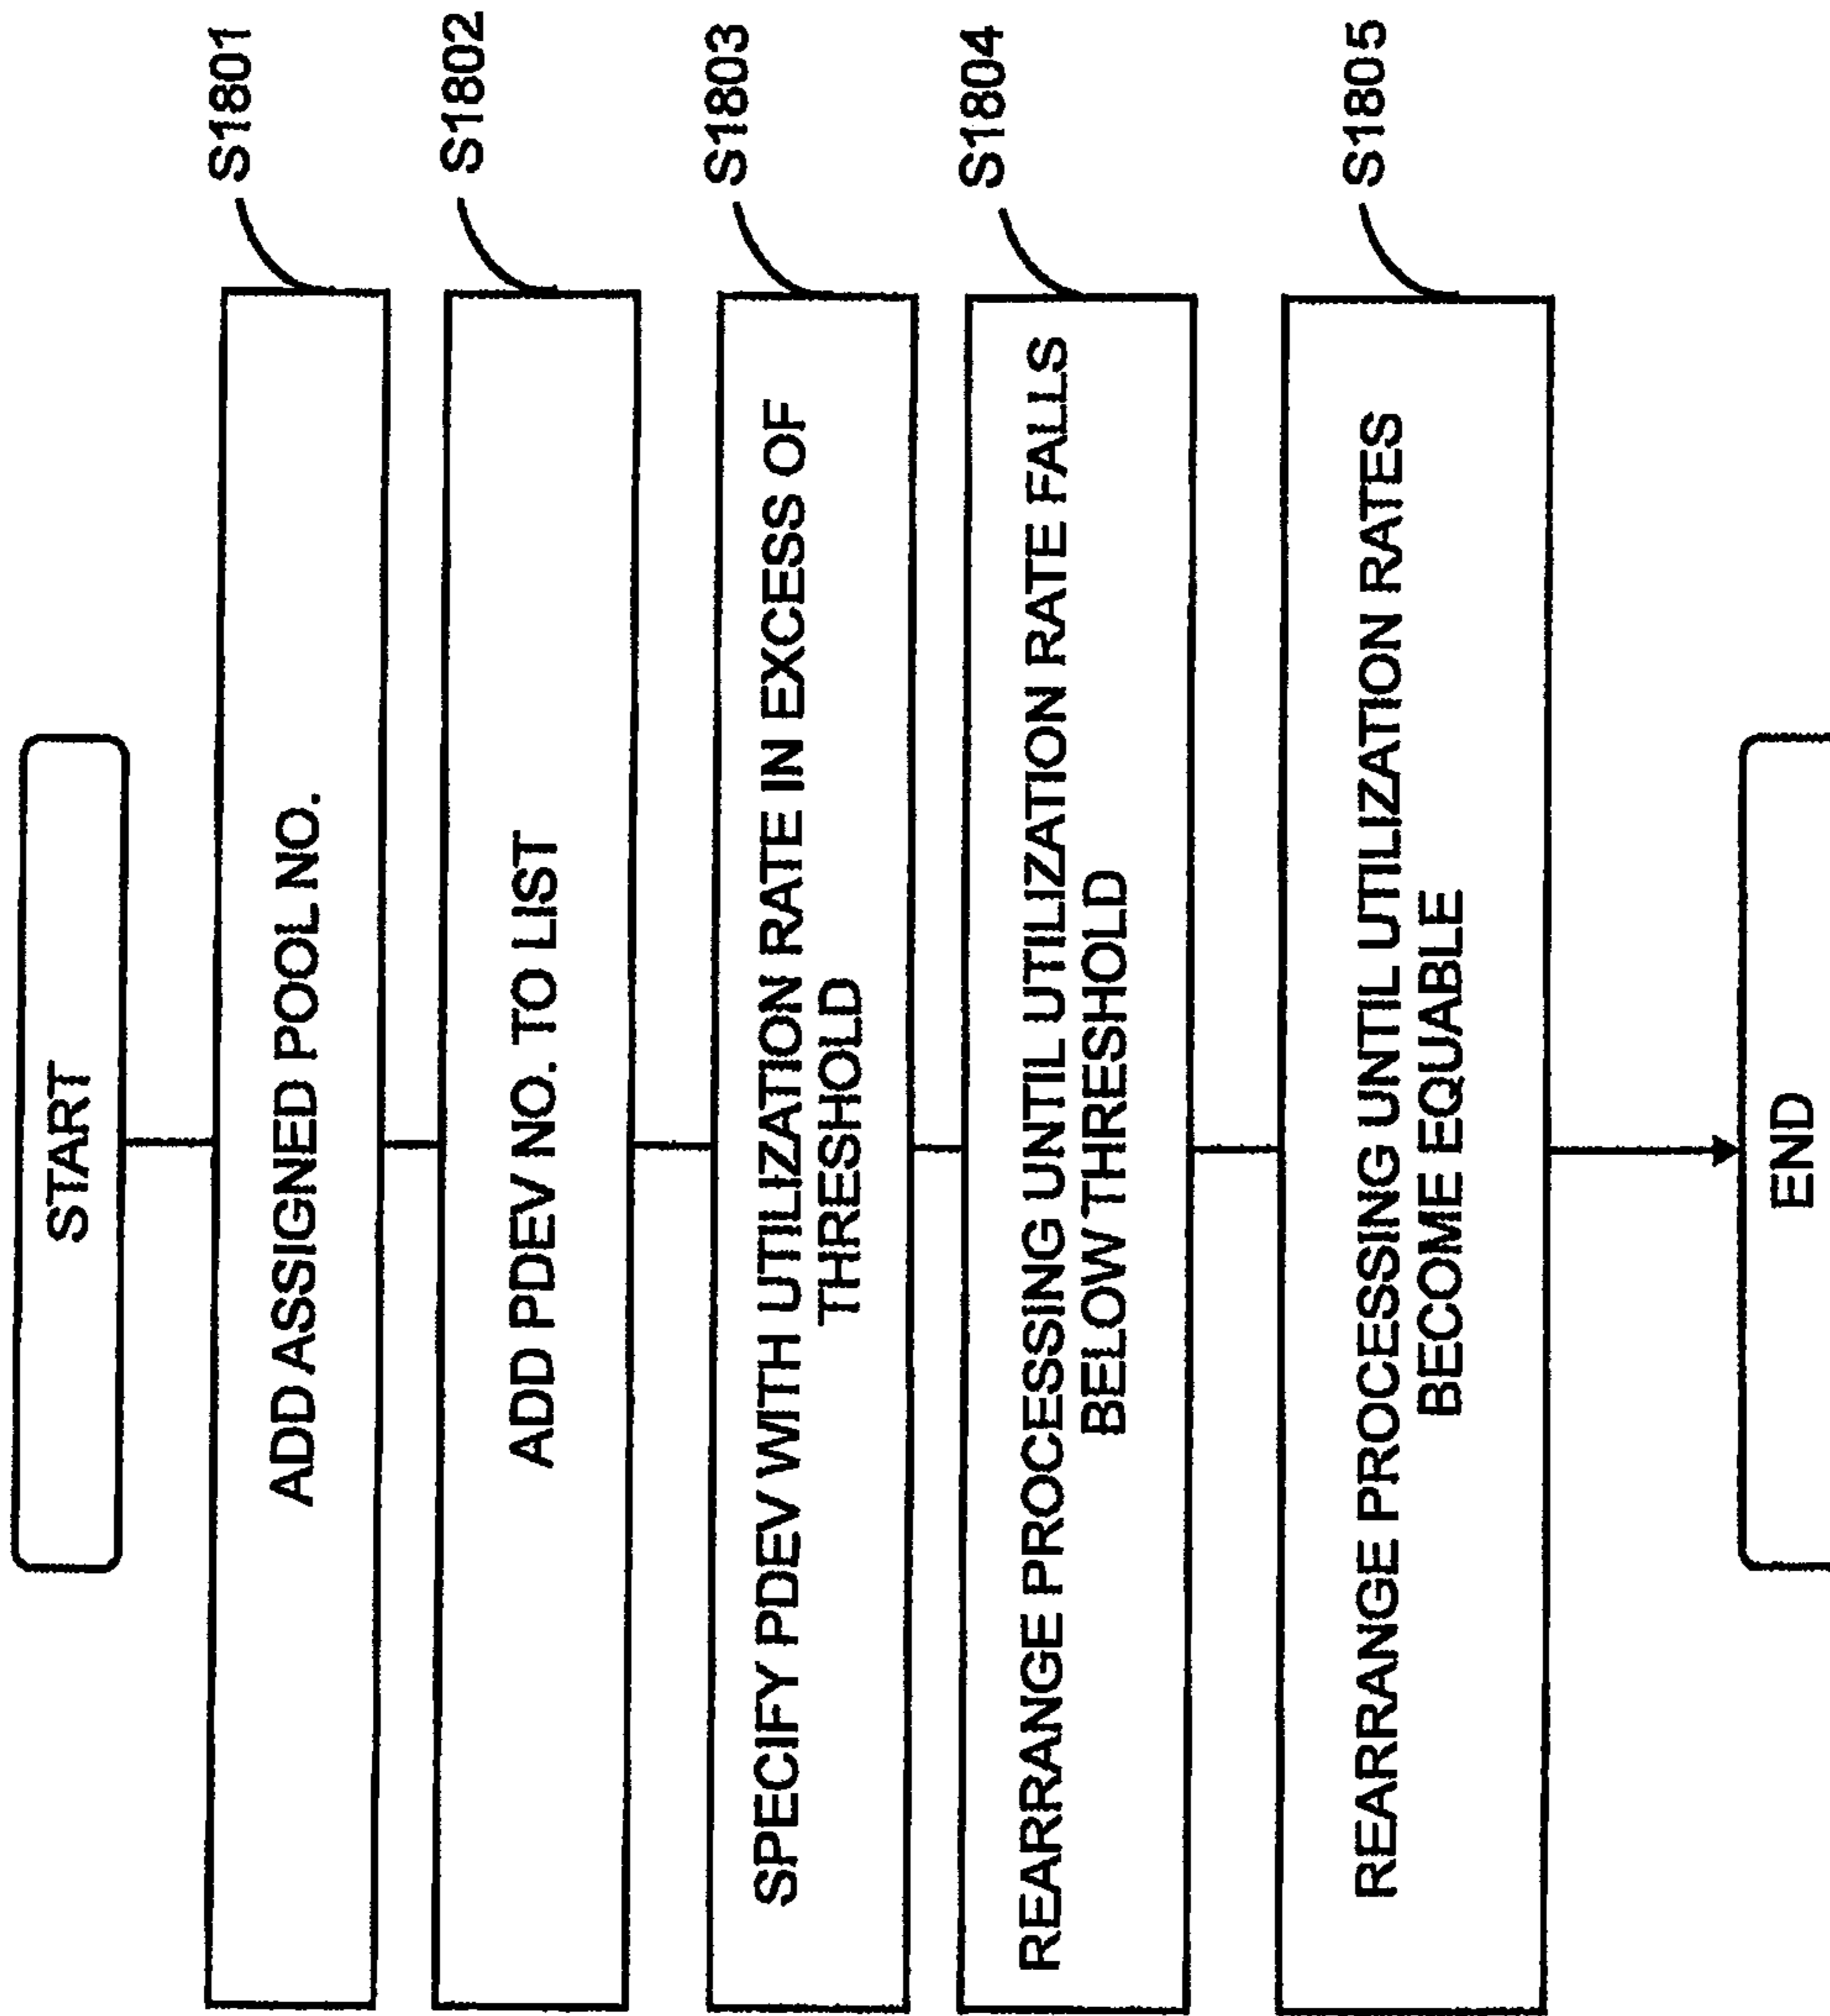 START
ADD ASSIGNED POOL NO.
S1801
ADD PDEV NO. TO LIST
S1802
SPECIFY PDEV WITH UTILIZATION RATE IN EXCESS OF
THRESHOLD
S1803
REARRANGE PROCESSING UNTIL UTILIZATION RATE FALLS
BELOW THRESHOLD
S1804
REARRANGE PROCESSING UNTIL UTILIZATION RATES
BECOME EQUABLE
S1805
END